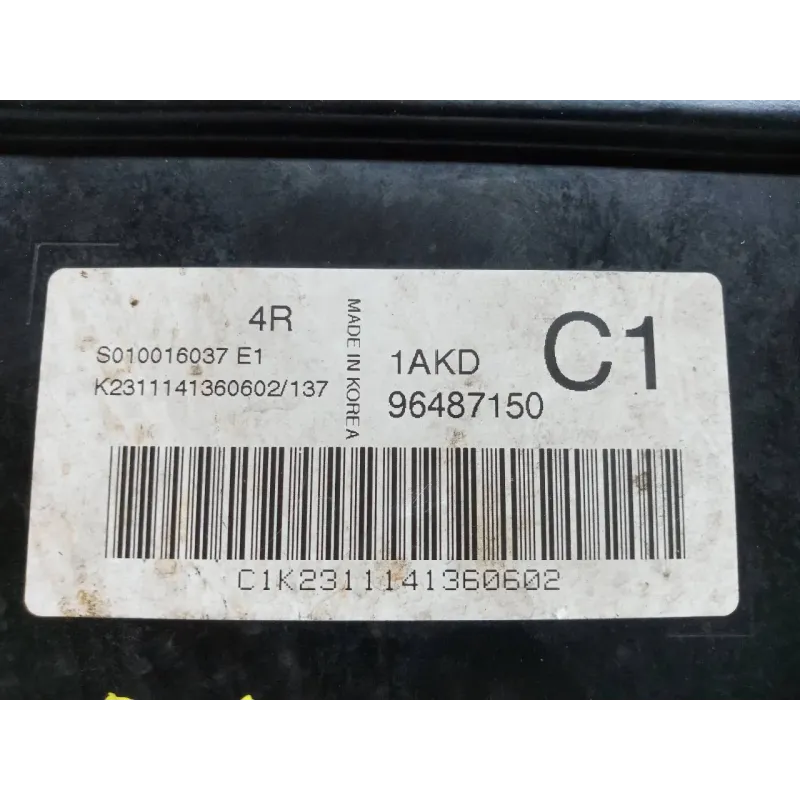 4R
S010016037 E1
K2311141360602/137
MADE IN KOREA
C1
1AKD
96487150
C1K2311141360602